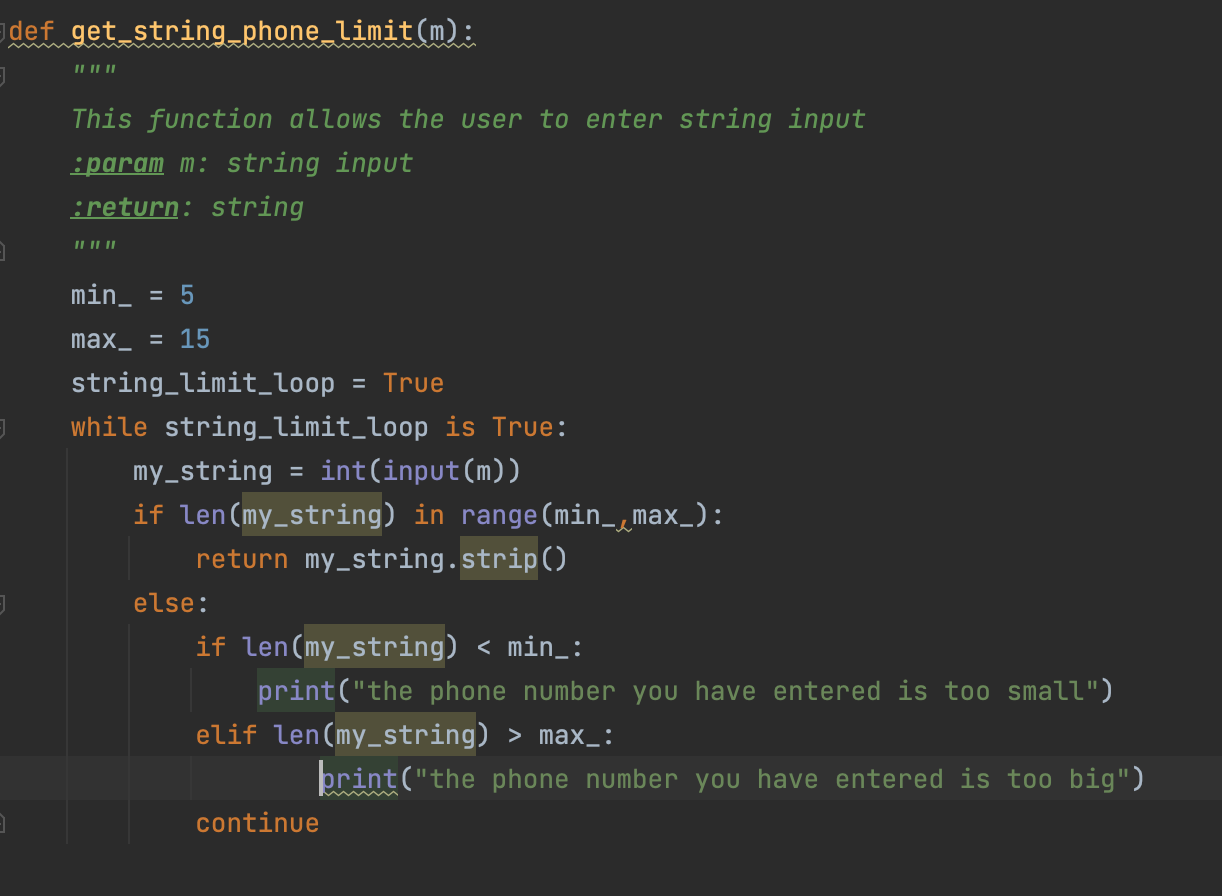 def get_string_phone_limit(m):
    """
    This function allows the user to enter string input
    :param m: string input
    :return: string
    """
    min_ = 5
    max_ = 15
    string_limit_loop = True
    while string_limit_loop is True:
        my_string = int(input(m))
        if len(my_string) in range(min_,max_):
            return my_string.strip()
        else:
            if len(my_string) < min_:
                print("the phone number you have entered is too small")
            elif len(my_string) > max_:
                    print("the phone number you have entered is too big")
            continue